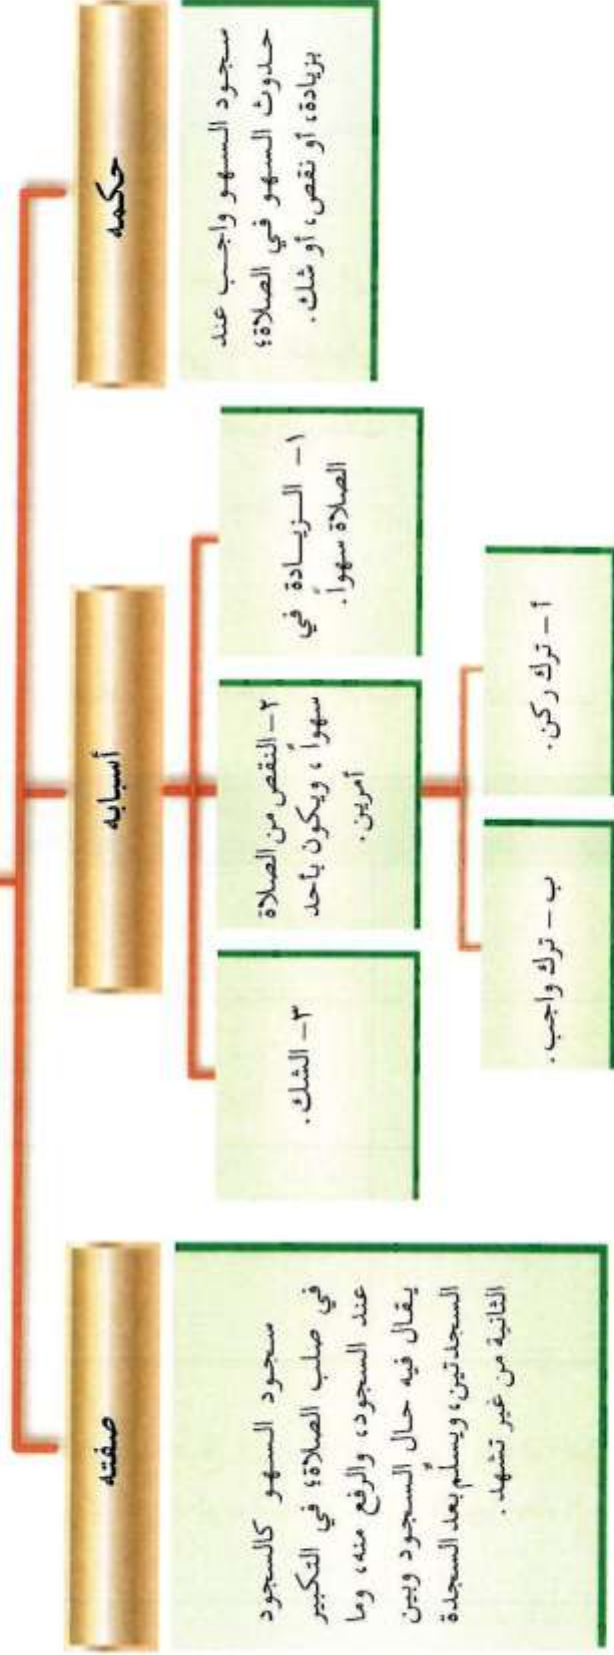 حكمه
سجود السهو واجب عند
حدوث السهو في الصلاة؛
بزيادة، أو نقص، أو شك.
أسبابه
١- الـزيــادة في
الصلاة سهواً.
٢- النقص من الصلاة
سهواً، ويكون بأحد
أمرين.
أ - ترك ركن.
ب - ترك واجب.
٣- الشك.
صفته
سجود السهو كالسجود
في صلب الصلاة؛ في التكبير
عند السجود، والرفع منه، وما
يقال فيه حال السجود وبين
السجدتين، ويسلّم بعد السجدة
الثانية من غير تشهد.